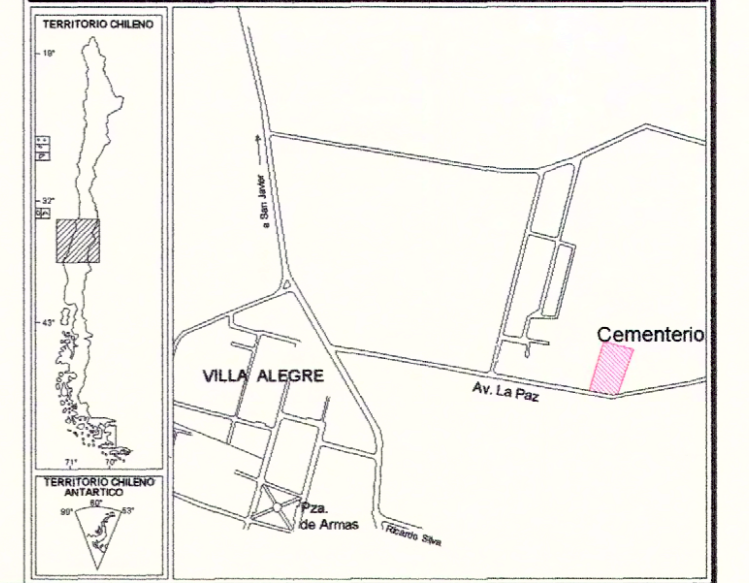 TERRITORIO CHILENO
18°
32°
43°
71°
70°
TERRITORIO CHILENO
ANTARTICO
90°
60°
53°
a San Javier
VILLA ALEGRE
Cementerio
Av. La Paz
Pza.
de Armas
Ricardo Silva